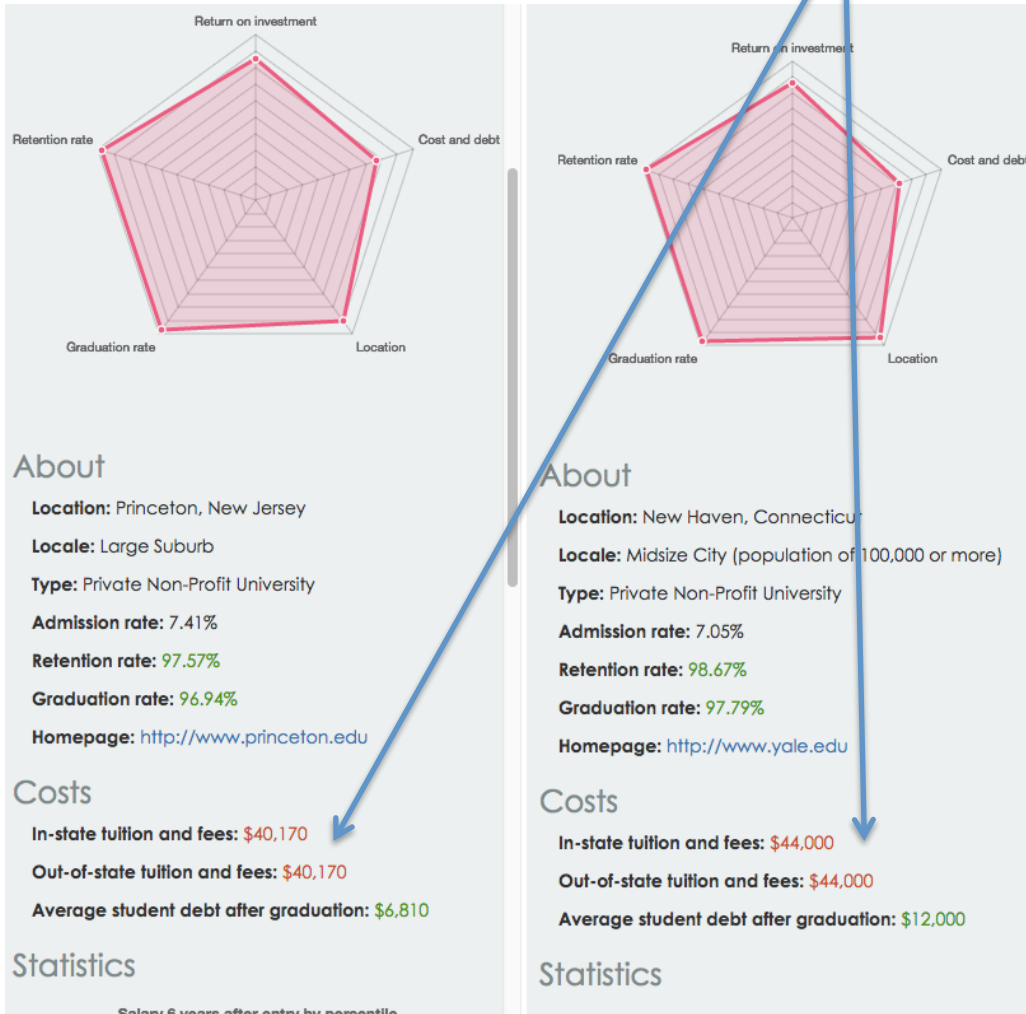 Return on investment
Retention rate
Cost and debt
Graduation rate
Location
About
Location: Princeton, New Jersey
Locale: Large Suburb
Type: Private Non-Profit University
Admission rate: 7.41%
Retention rate: 97.57%
Graduation rate: 96.94%
Homepage: http://www.princeton.edu
Costs
In-state tuition and fees: $40,170
Out-of-state tuition and fees: $40,170
Average student debt after graduation: $6,810
Statistics
Salary 6 years after entry by percentile
Return on investment
Retention rate
Cost and debt
Graduation rate
Location
About
Location: New Haven, Connecticut
Locale: Midsize City (population of 100,000 or more)
Type: Private Non-Profit University
Admission rate: 7.05%
Retention rate: 98.67%
Graduation rate: 97.79%
Homepage: http://www.yale.edu
Costs
In-state tuition and fees: $44,000
Out-of-state tuition and fees: $44,000
Average student debt after graduation: $12,000
Statistics